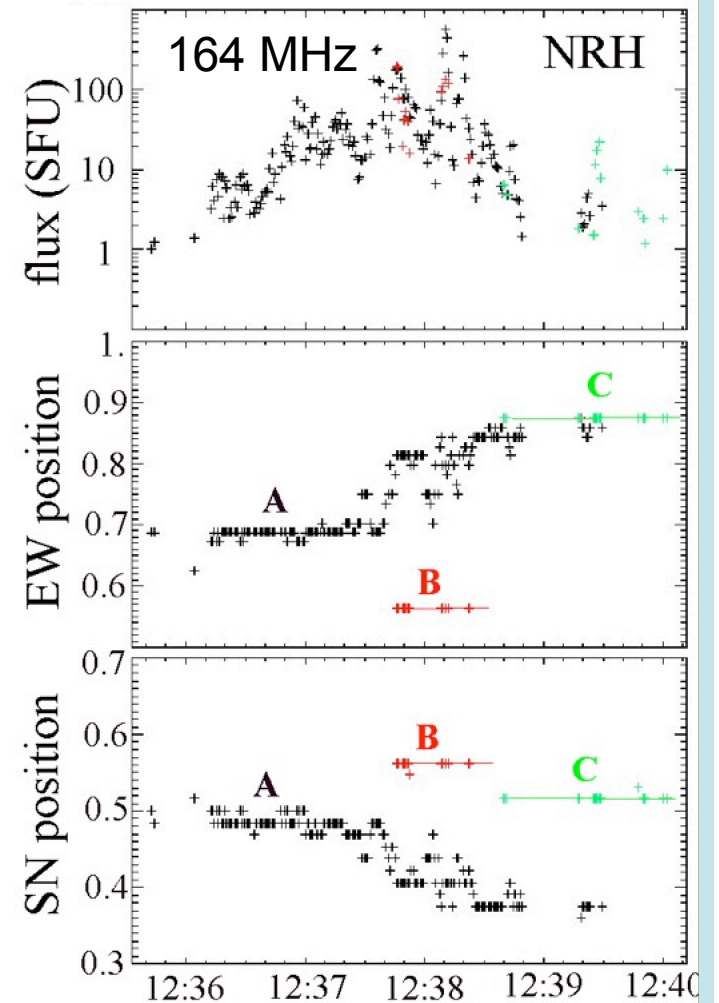 164 MHz
NRH
flux (SFU)
100
10
1
EW position
1.
0.9
0.8
0.7
0.6
A
B
C
SN position
0.7
0.6
0.5
0.4
0.3
A
B
C
12:36 12:37 12:38 12:39 12:40